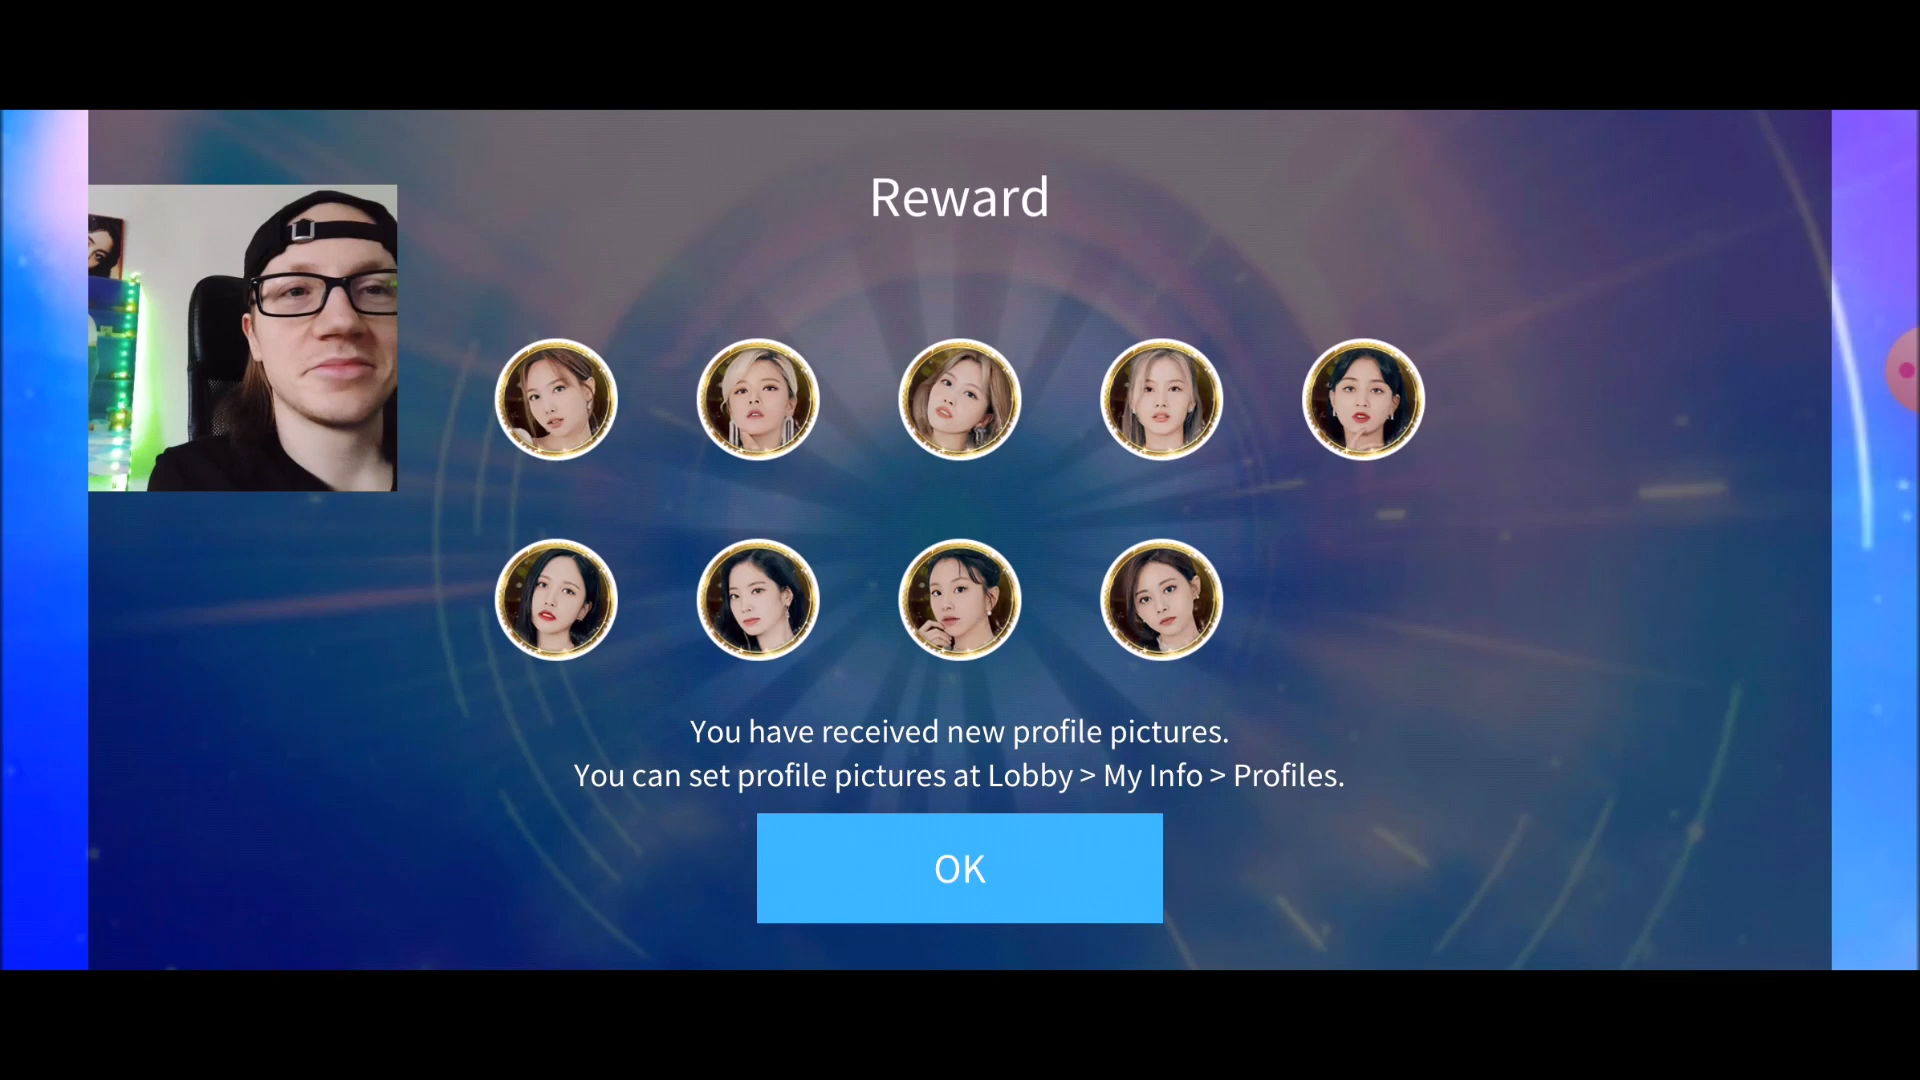 Reward
You have received new profile pictures.
You can set profile pictures at Lobby > My Info > Profiles.
OK